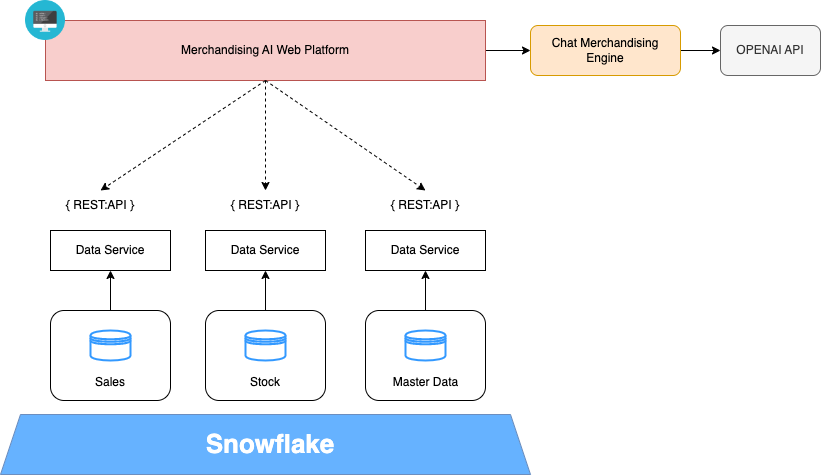 Merchandising AI Web Platform
Chat Merchandising
Engine
OPENAI API
{ REST:API }
{ REST:API }
{ REST:API }
Data Service
Data Service
Data Service
Sales
Stock
Master Data
Snowflake